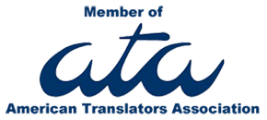 Member of
ata
American Translators Association